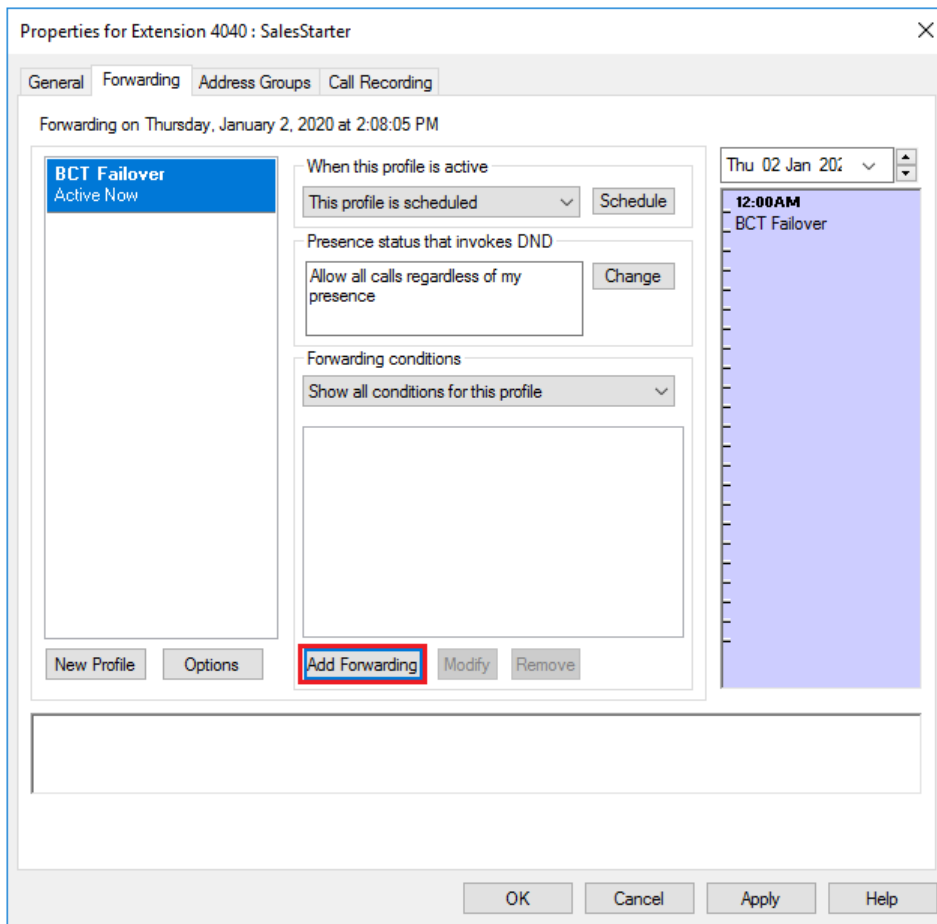 Properties for Extension 4040 : SalesStarter
General Forwarding Address Groups Call Recording
Forwarding on Thursday, January 2, 2020 at 2:08:05 PM
BCT Failover
Active Now
When this profile is active
This profile is scheduled Schedule
Presence status that invokes DND
Allow all calls regardless of my
presence
Change
Forwarding conditions
Show all conditions for this profile
New Profile Options
Add Forwarding Modify Remove
Thu 02 Jan 202
12:00AM
BCT Failover
OK Cancel Apply Help